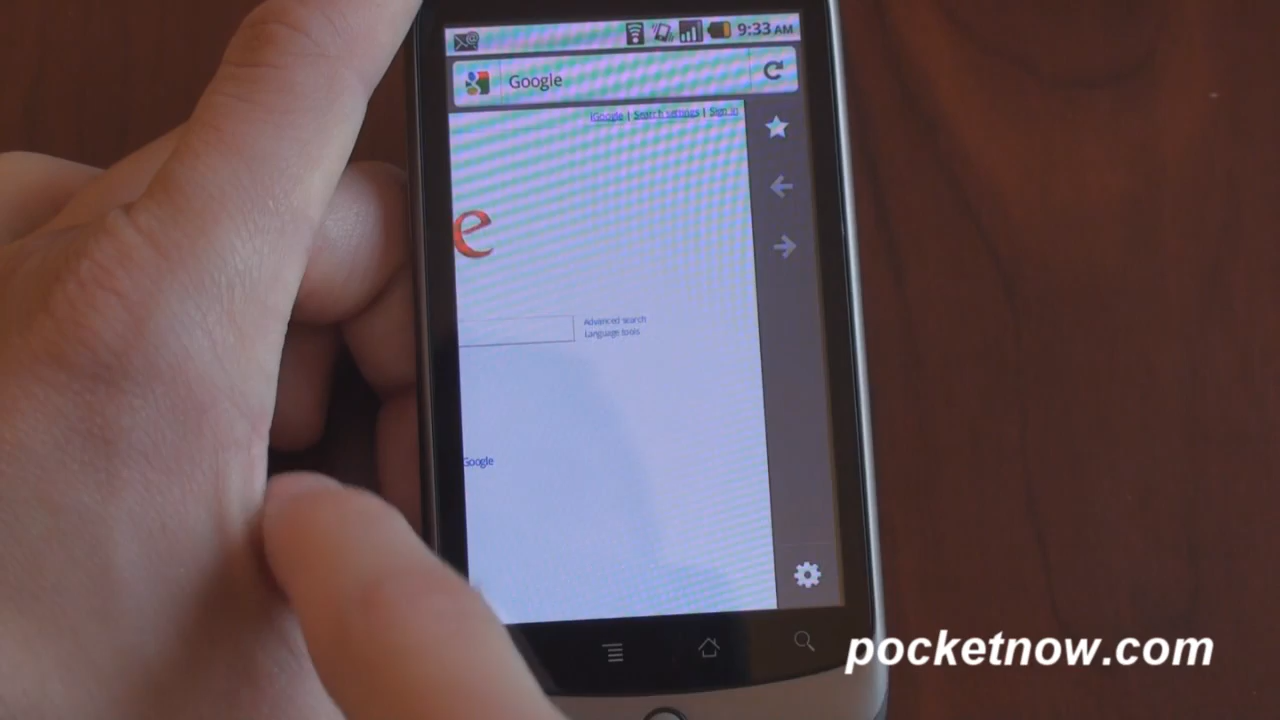 9:33 AM
Google
iGoogle | Search settings | Sign in
e
Advanced search
Language tools
Google
pocketnow.com